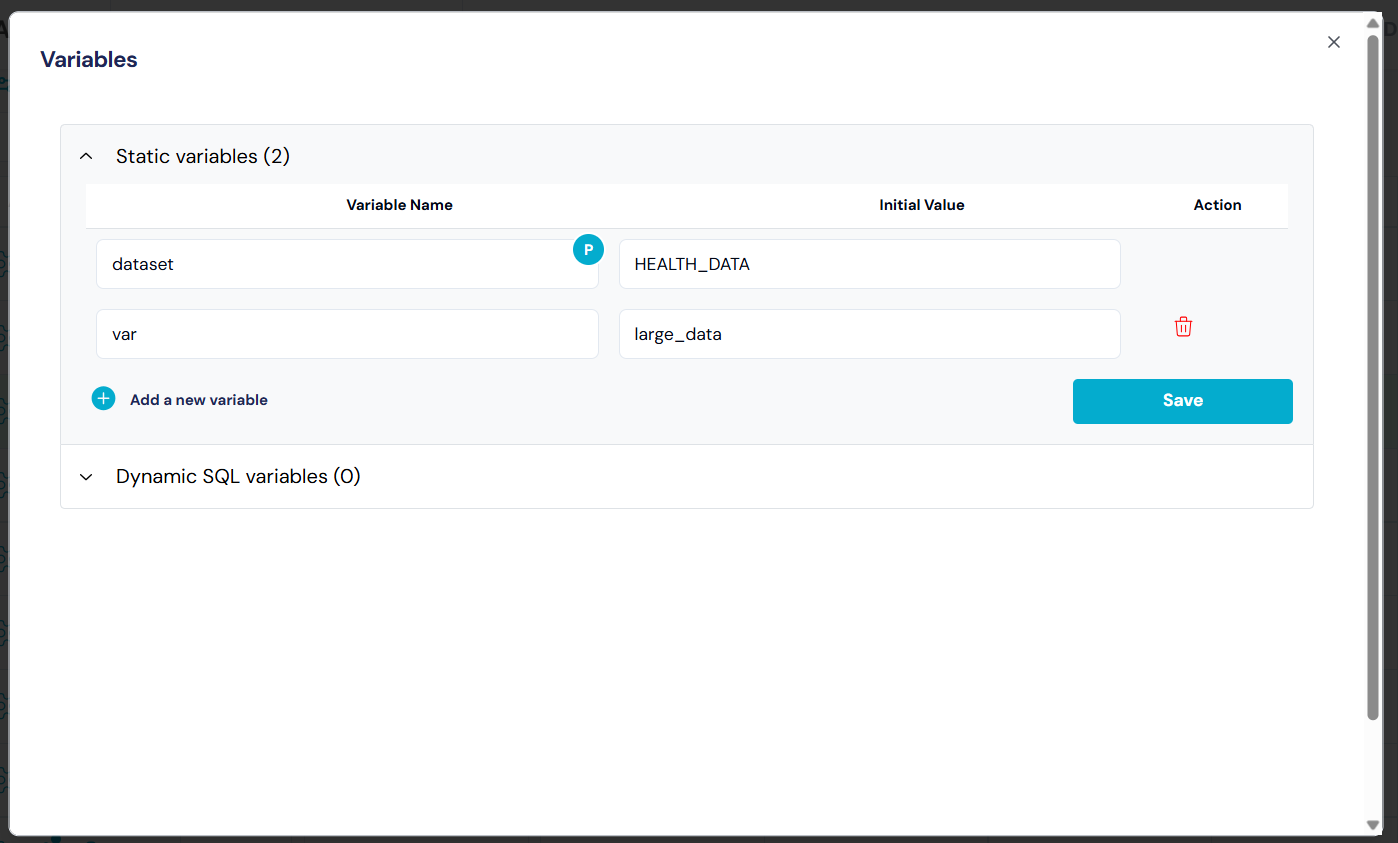 Variables
Static variables (2)
Variable Name Initial Value Action
dataset P HEALTH_DATA
var large_data
Add a new variable Save
Dynamic SQL variables (0)